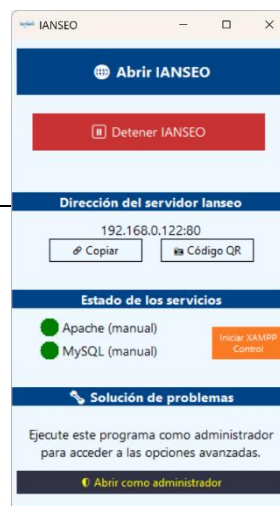 IANSEO
Abrir IANSEO
Detener IANSEO
Dirección del servidor Ianseo
192.168.0.122:80
Copiar
Código QR
Estado de los servicios
Apache (manual)
MySQL (manual)
Iniciar XAMPP
Control
Solución de problemas
Ejecute este programa como administrador
para acceder a las opciones avanzadas.
Abrir como administrador